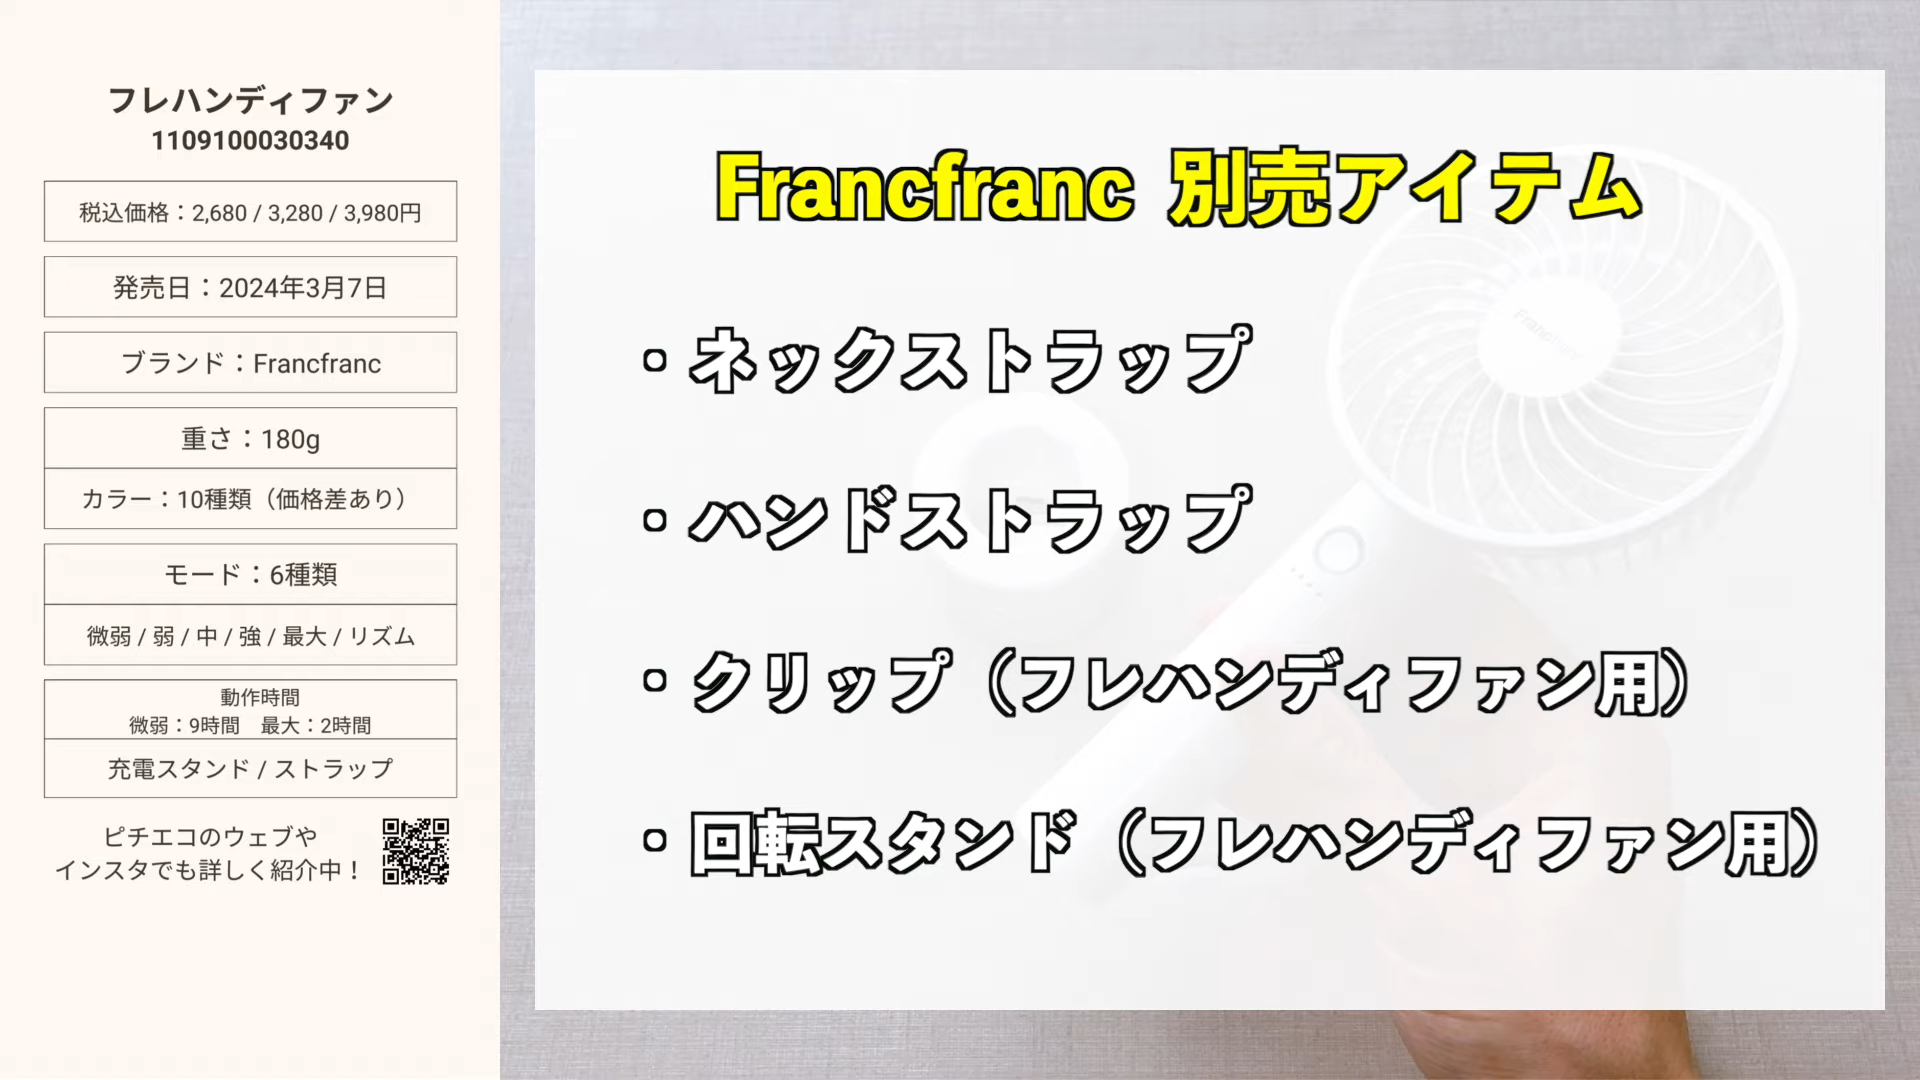 フレハンディファン
1109100030340
税込価格：2,680 / 3,280 / 3,980円
発売日：2024年3月7日
ブランド：Francfranc
重さ：180g
カラー：10種類（価格差あり）
モード：6種類
微弱 / 弱 / 中 / 強 / 最大 / リズム
動作時間
微弱：9時間　最大：2時間
充電スタンド / ストラップ
ピチエコのウェブや
インスタでも詳しく紹介中！
Francfranc 別売アイテム
・ネックストラップ
・ハンドストラップ
・クリップ（フレハンディファン用）
・回転スタンド（フレハンディファン用）